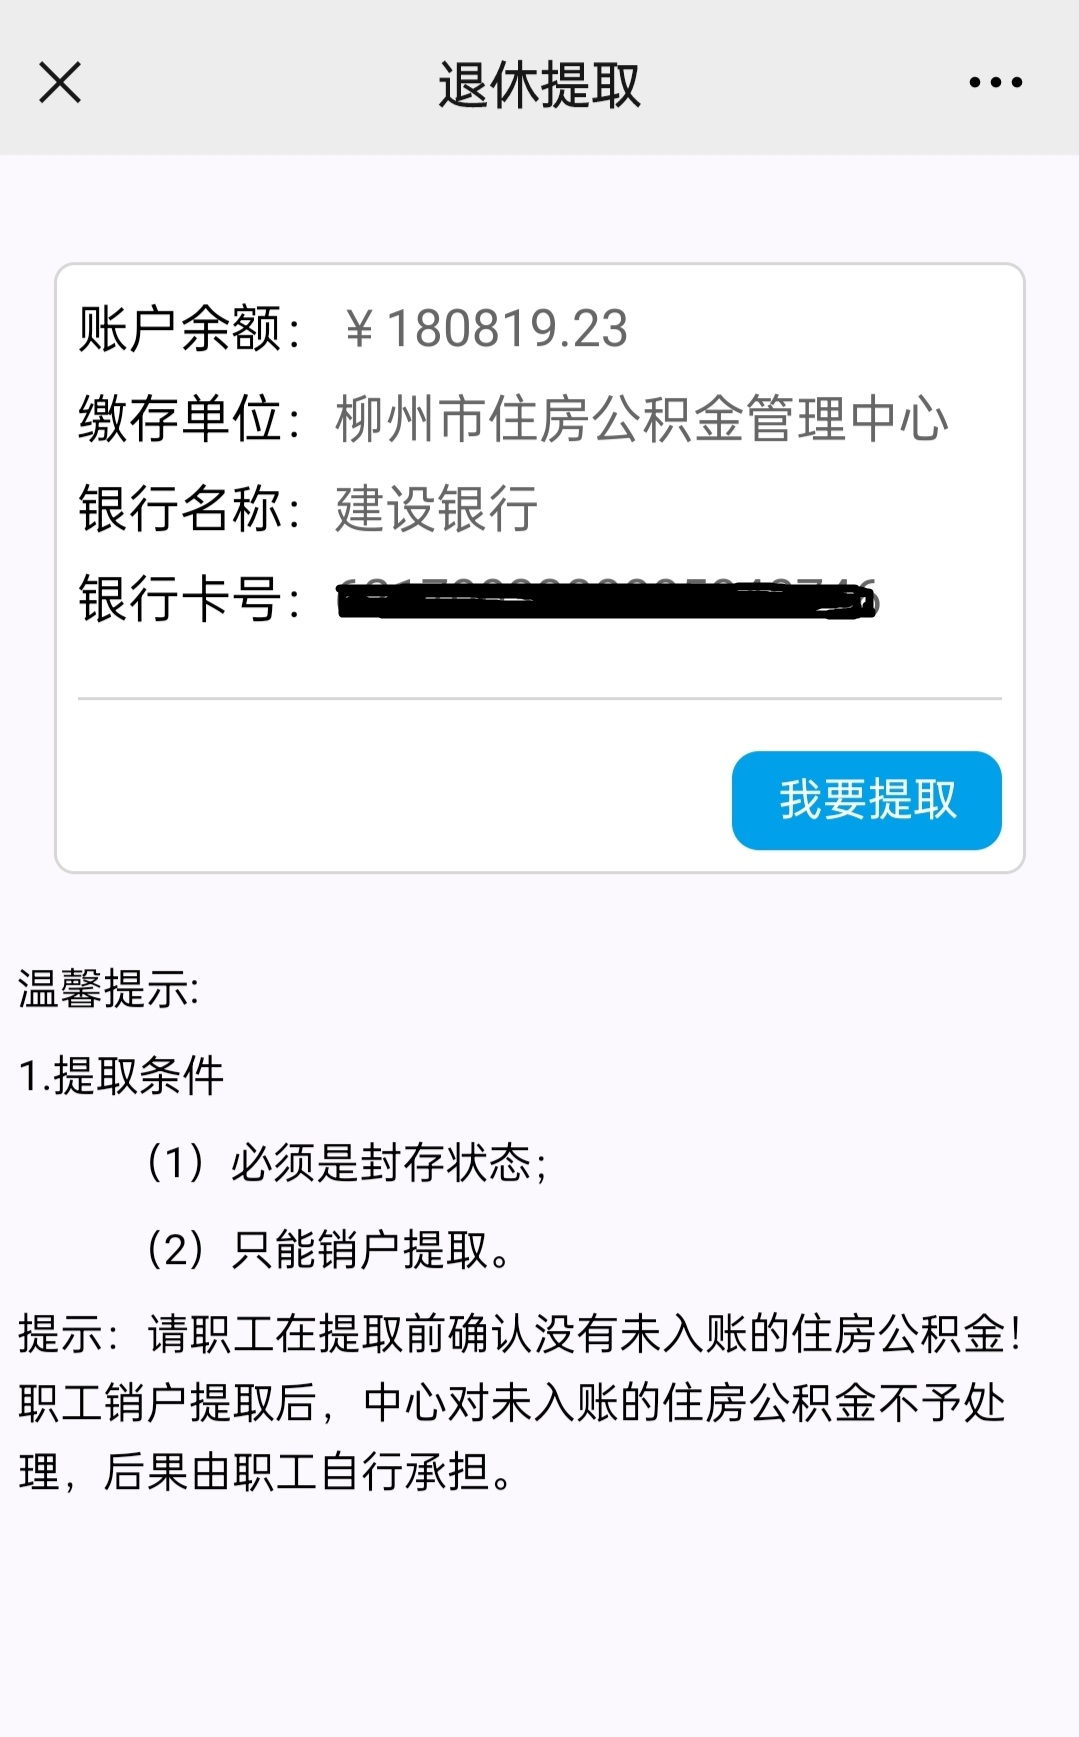 退休提取
账户余额： ￥180819.23
缴存单位： 柳州市住房公积金管理中心
银行名称： 建设银行
银行卡号：
我要提取
温馨提示:
1.提取条件
（1）必须是封存状态；
（2）只能销户提取。
提示：请职工在提取前确认没有未入账的住房公积金！
职工销户提取后，中心对未入账的住房公积金不予处
理，后果由职工自行承担。